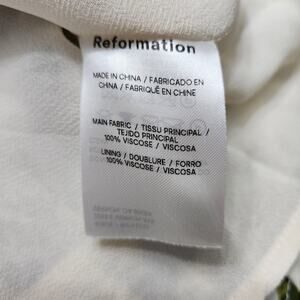 Reformation
MADE IN CHINA / FABRICADO EN
CHINA / FABRIQUÉ EN CHINE
MAIN FABRIC / TISSU PRINCIPAL /
TEJIDO PRINCIPAL
100% VISCOSE / VISCOSA
LINING / DOUBLURE / FORRO
100% VISCOSE / VISCOSA